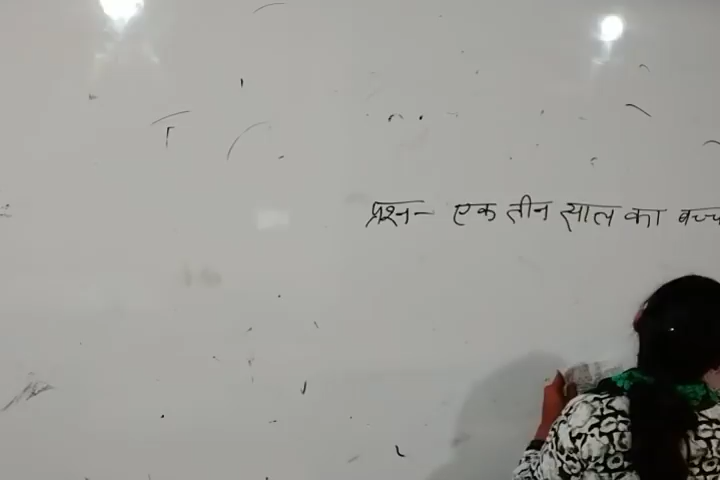 प्रश्न- एक तीन साल का बच्च